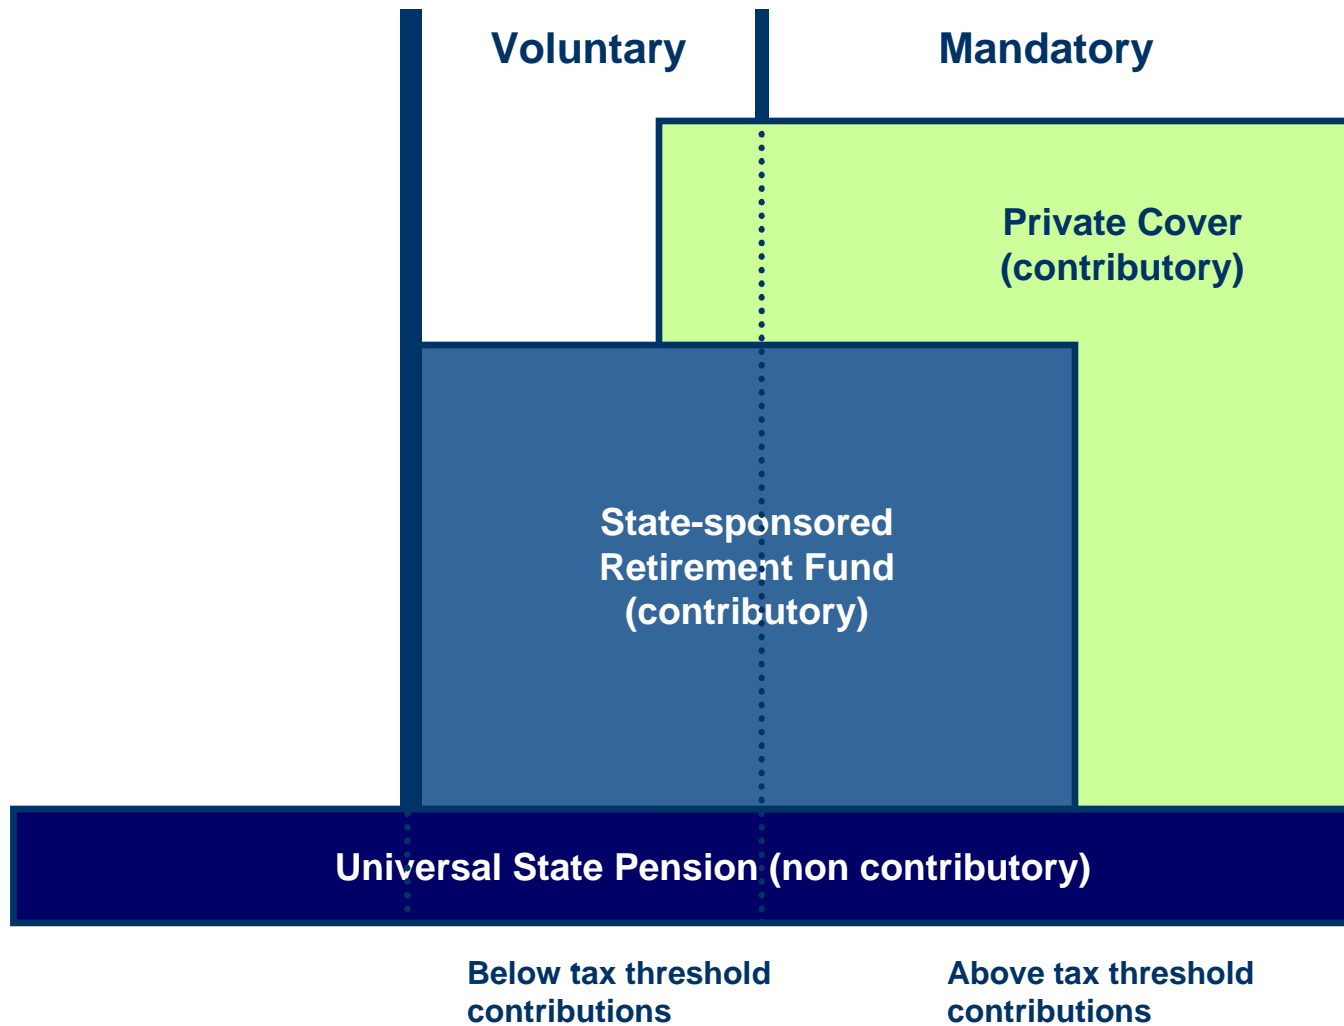 Voluntary
Mandatory
Private Cover
(contributory)
State-sponsored
Retirement Fund
(contributory)
Universal State Pension (non contributory)
Below tax threshold
contributions
Above tax threshold
contributions